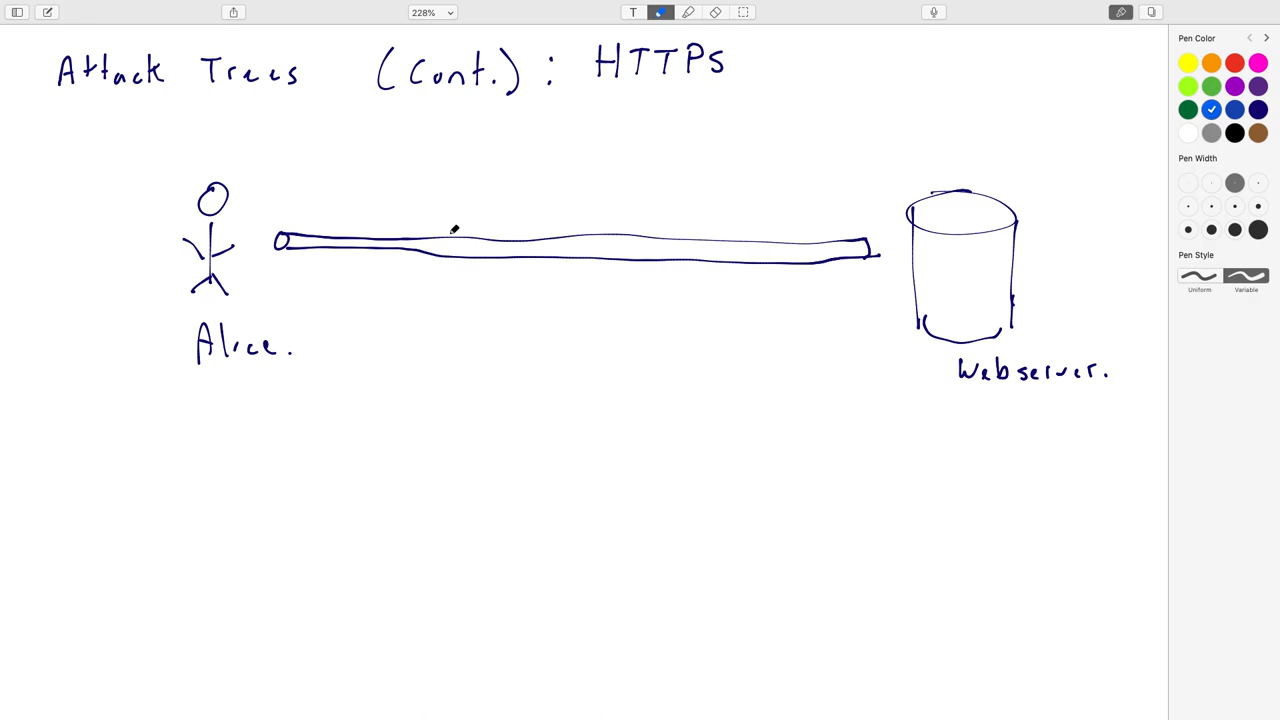 228%
T
Attack Trees (Cont.) : HTTPS
Pen Color
Pen Width
Pen Style
Uniform Variable
Alice.
Webserver.